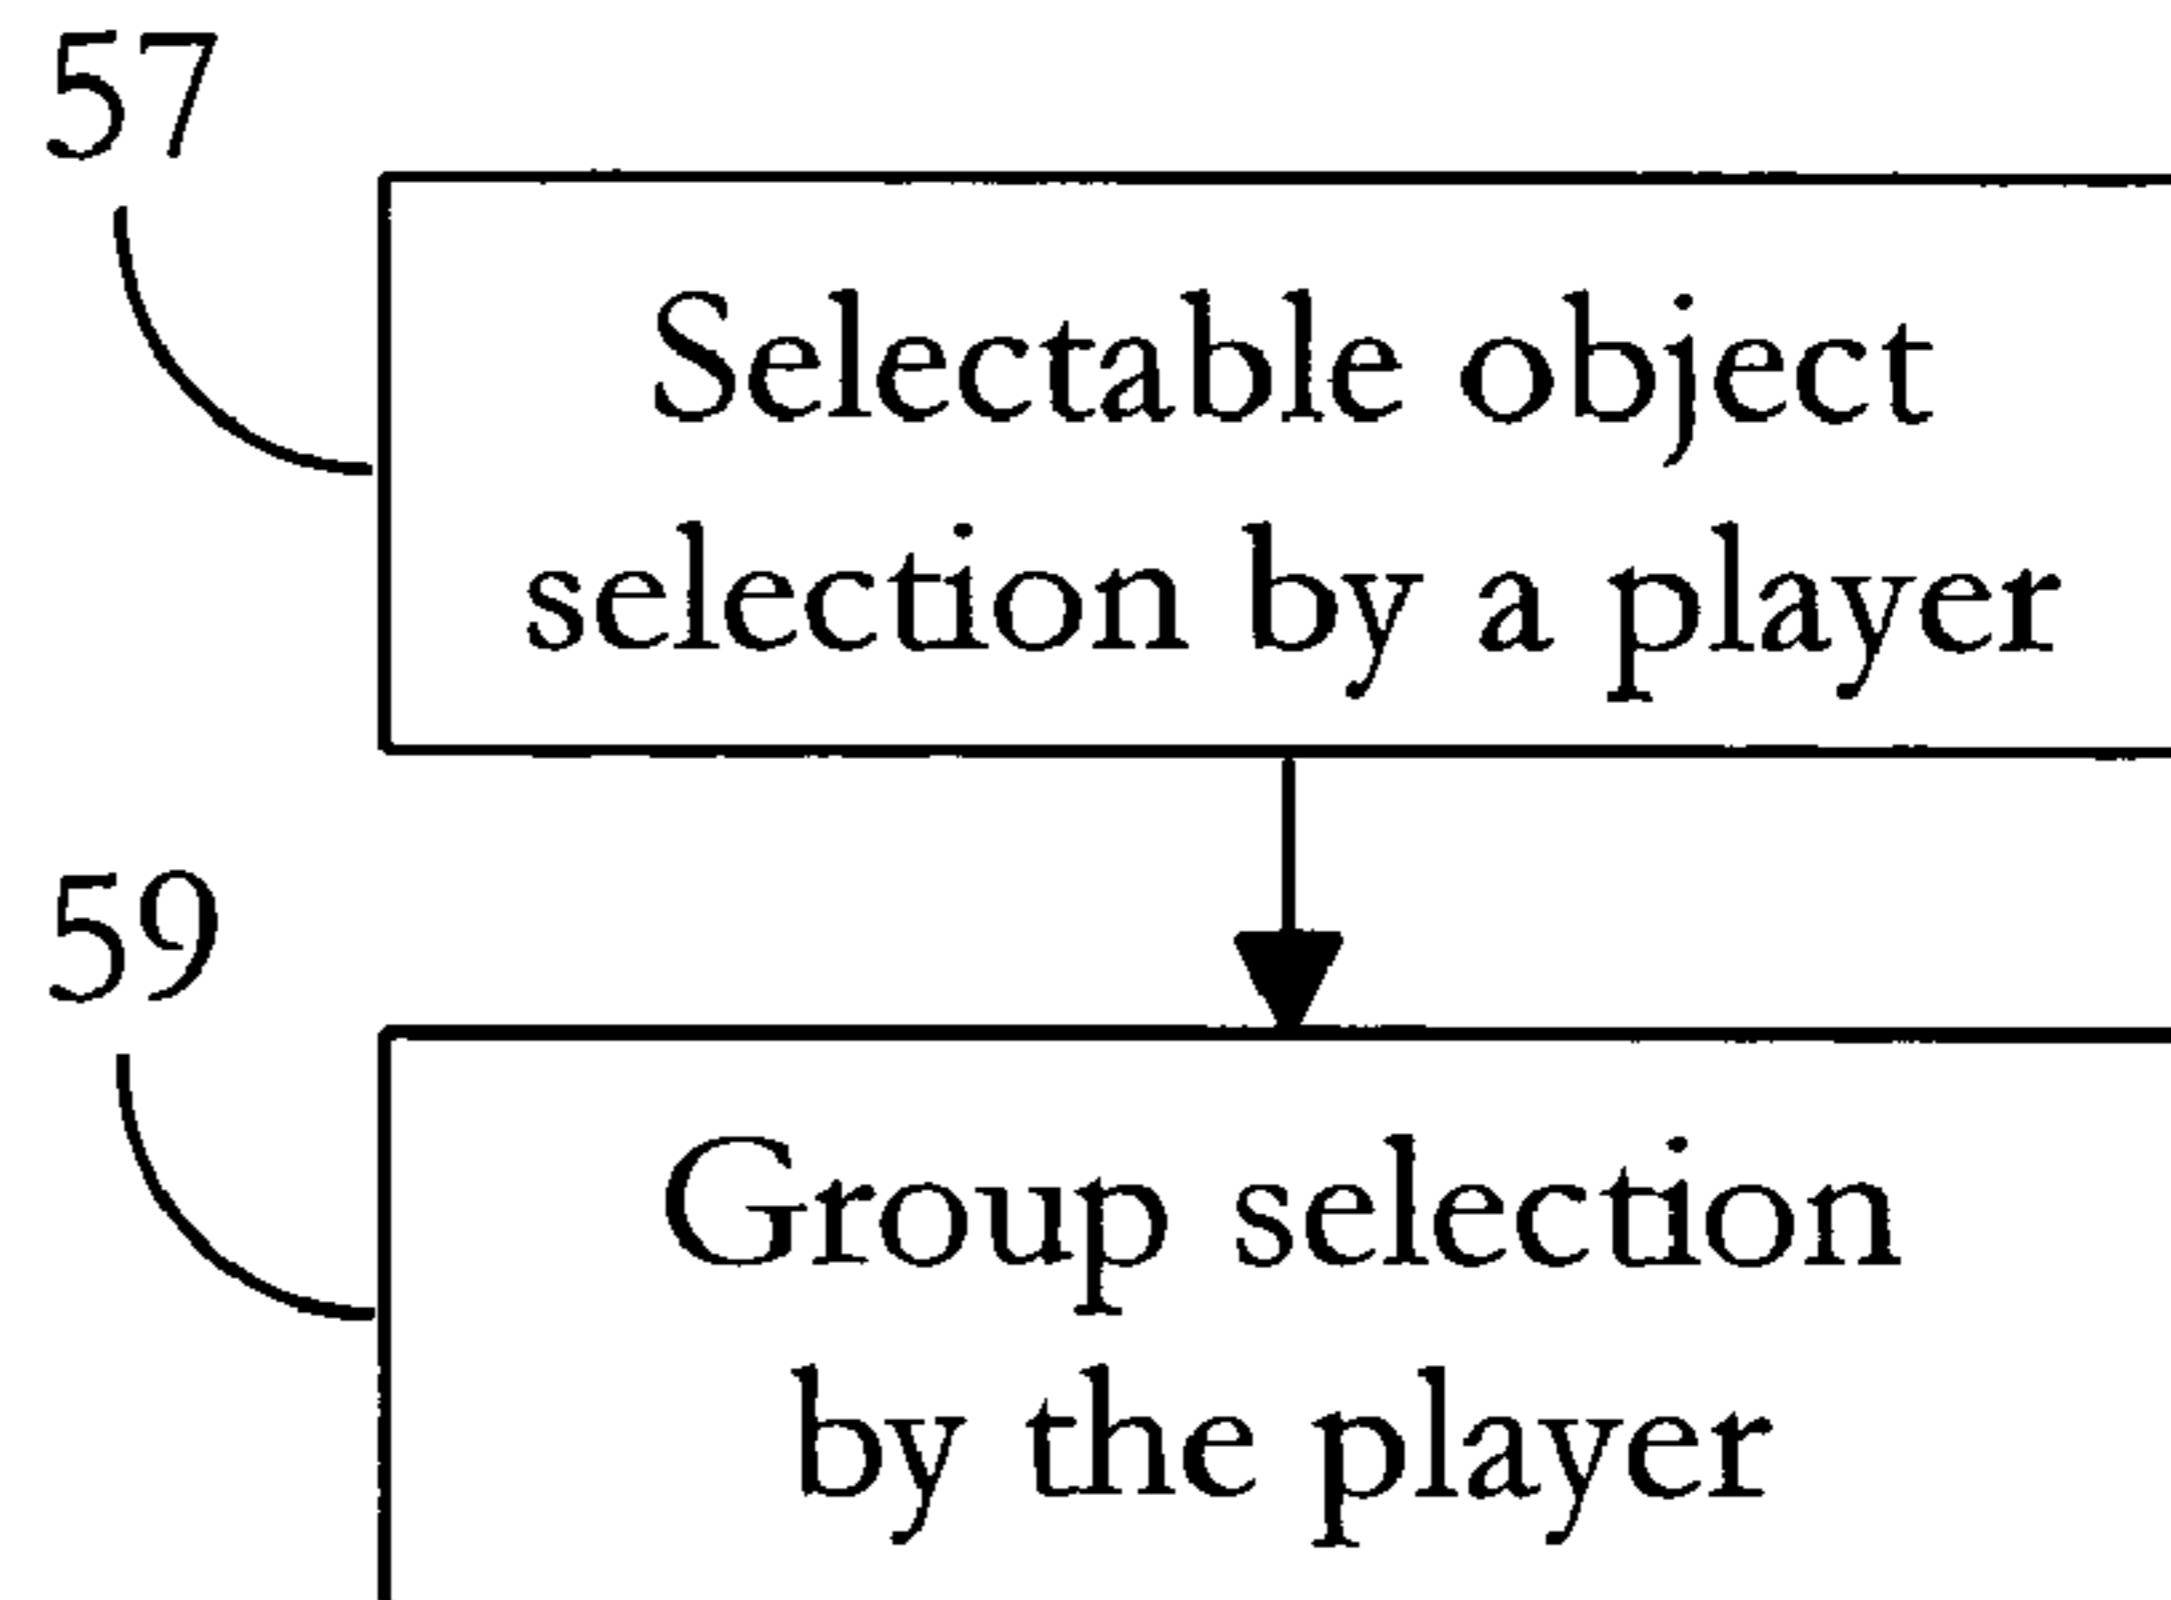 57
Selectable object
selection by a player
59
Group selection
by the player